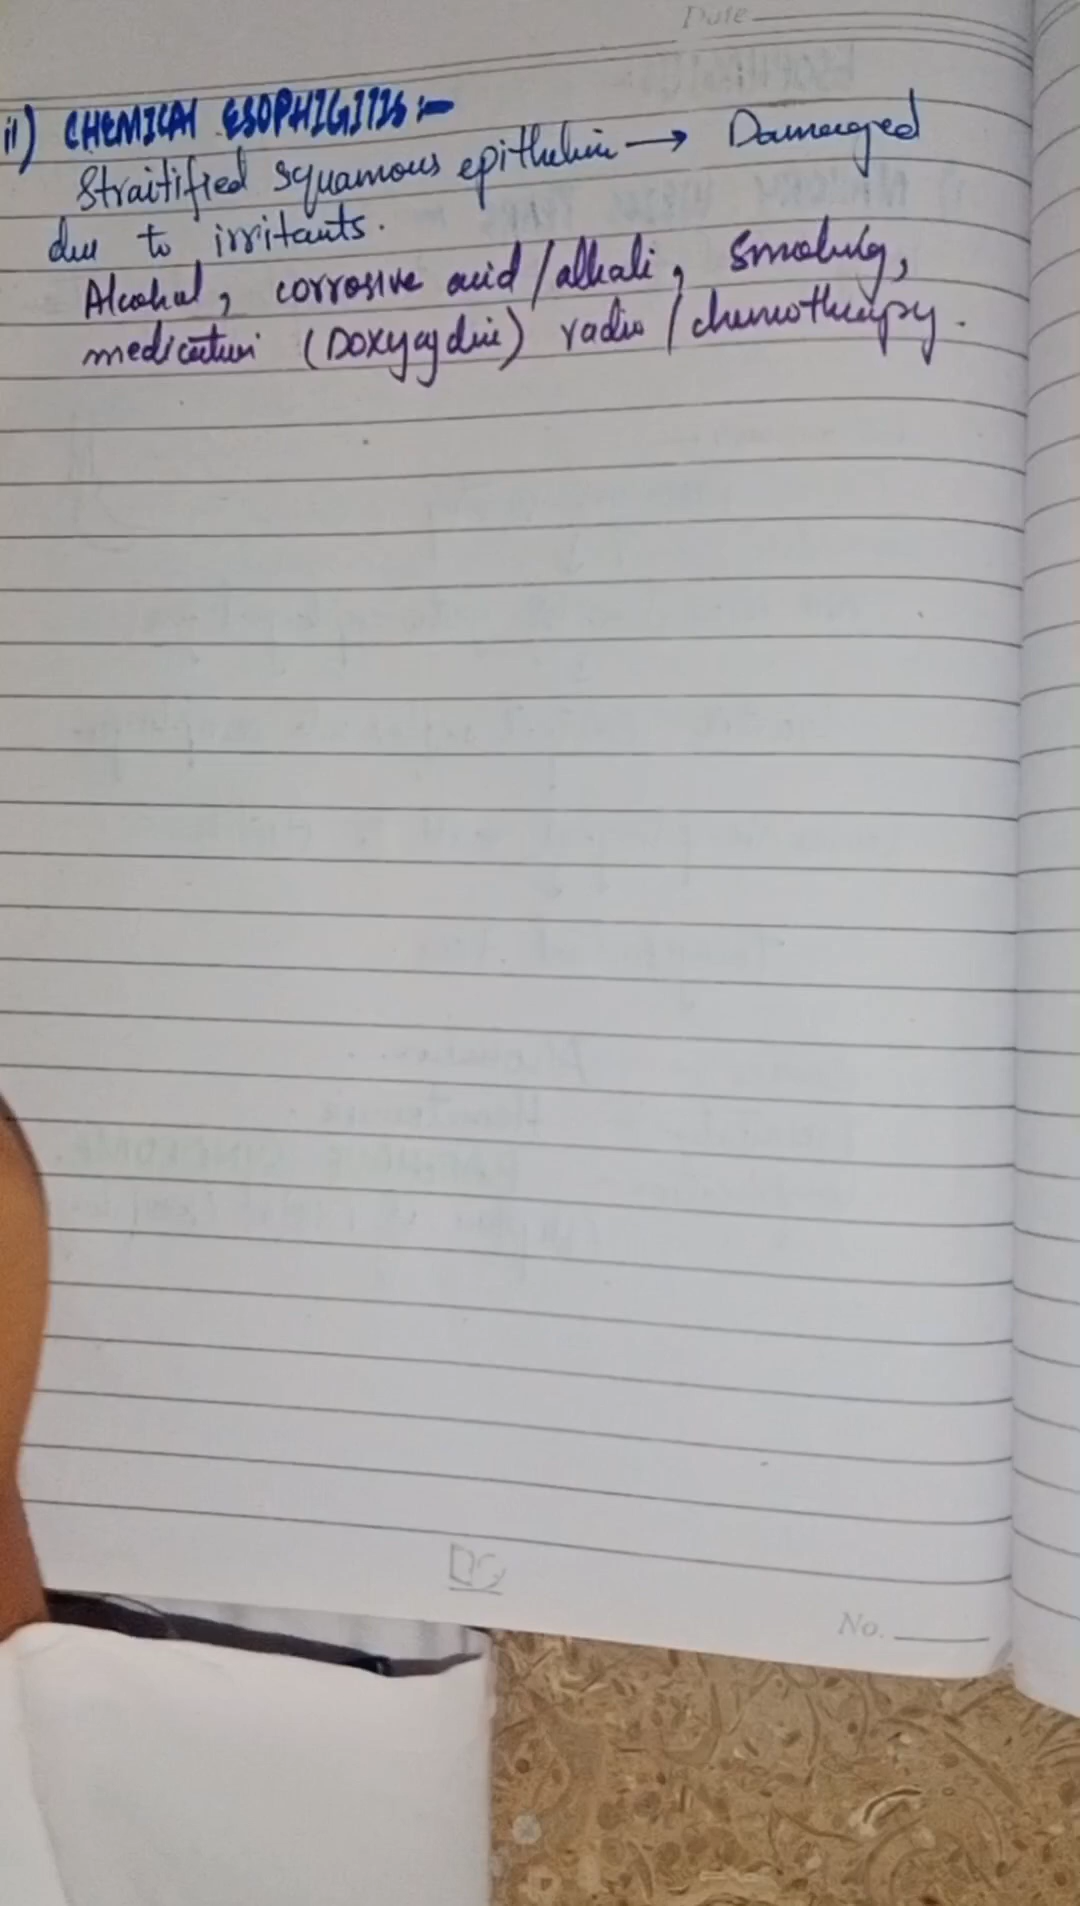 Date
ii) CHEMICAL ESOPHIGITIS :-
Straitified squamous epithelium → Damaged
due to irritants.
Alcohol, corrosive acid / alkali, smoking,
medication (Doxycycline) radio / chemotherapy.
No.